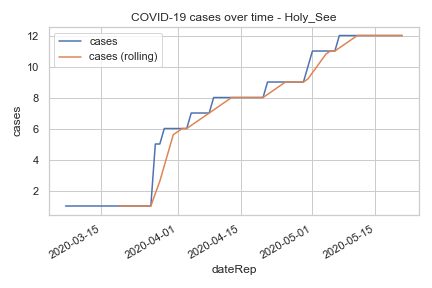 COVID-19 cases over time - Holy_See
cases
cases (rolling)
12
10
8
6
4
2
cases
2020-03-15
2020-04-01
2020-04-15
2020-05-01
2020-05-15
dateRep